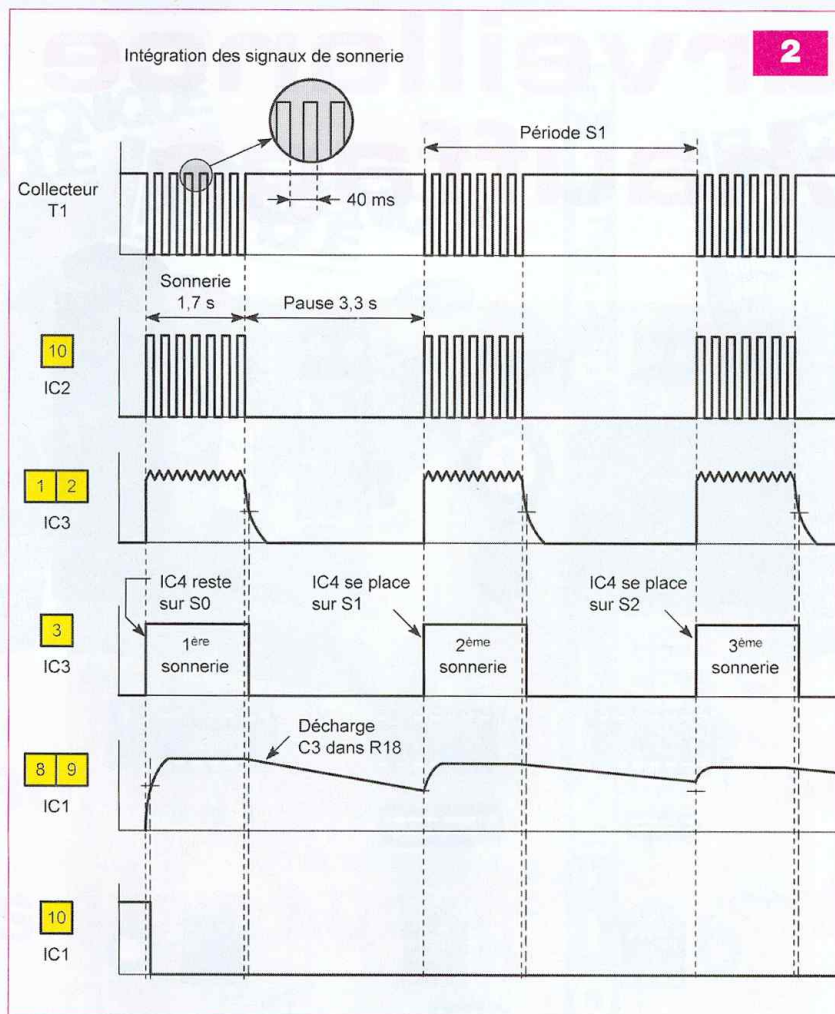 2
Intégration des signaux de sonnerie
Période S1
Collecteur
T1
40 ms
Sonnerie
1,7 s
Pause 3,3 s
10
IC2
1 2
IC3
IC4 reste
sur S0
IC4 se place
sur S1
IC4 se place
sur S2
3
IC3
1ère
sonnerie
2ème
sonnerie
3ème
sonnerie
Décharge
C3 dans R18
8 9
IC1
10
IC1